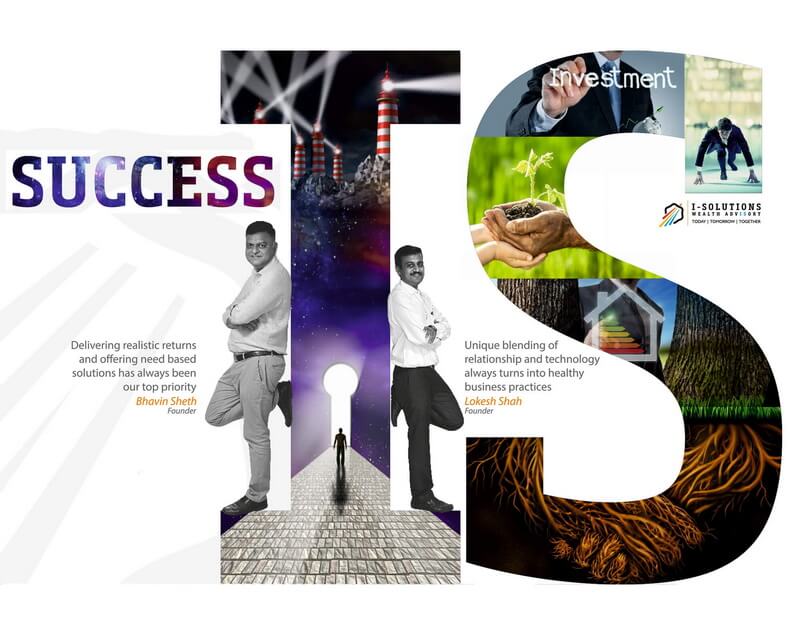 SUCCESS
IS
Investment
I-SOLUTIONS
WEALTH ADVISORY
TODAY | TOMORROW | TOGETHER
Delivering realistic returns
and offering need based
solutions has always been
our top priority
Bhavin Sheth
Founder
Unique blending of
relationship and technology
always turns into healthy
business practices
Lokesh Shah
Founder